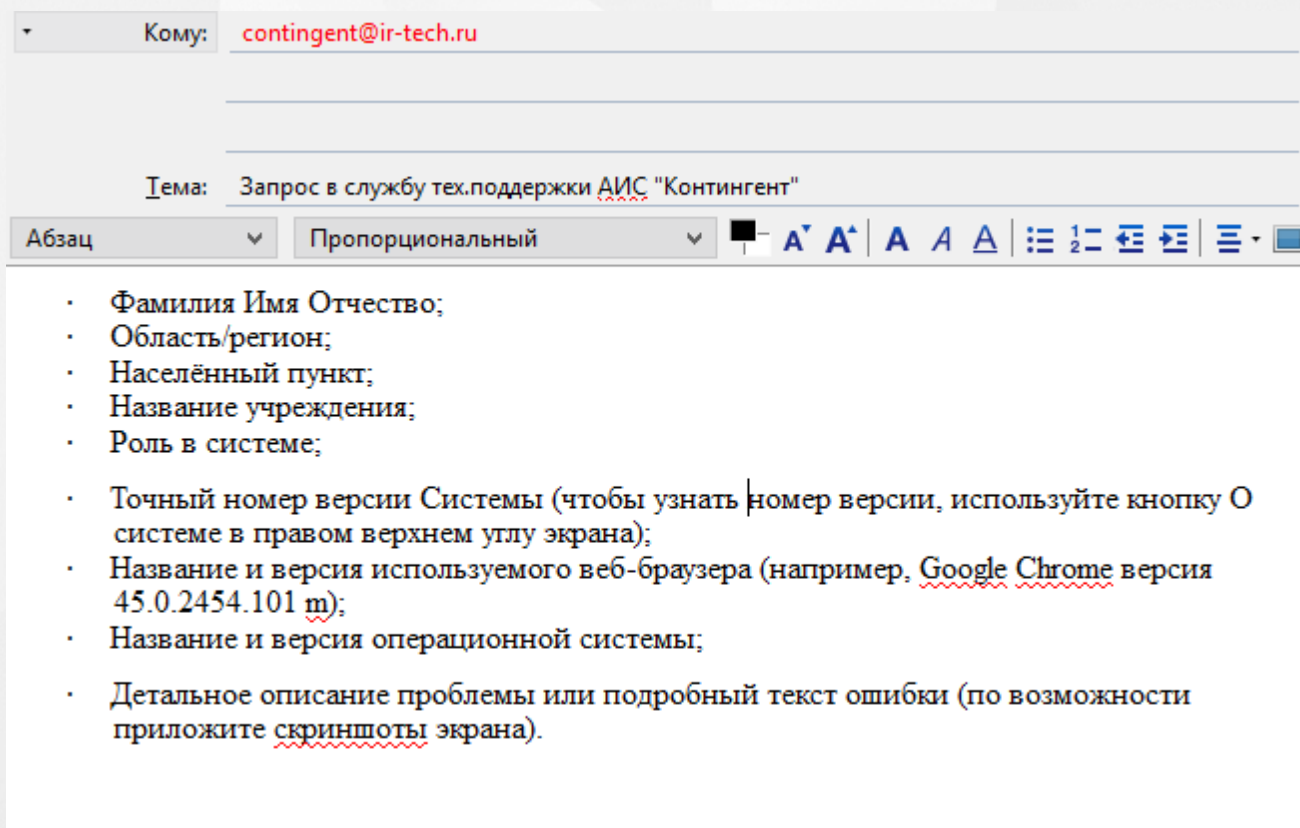 Кому: contingent@ir-tech.ru
Тема: Запрос в службу тех.поддержки АИС "Контингент"
Абзац Пропорциональный
· Фамилия Имя Отчество;
· Область/регион;
· Населённый пункт;
· Название учреждения;
· Роль в системе;
· Точный номер версии Системы (чтобы узнать номер версии, используйте кнопку О
системе в правом верхнем углу экрана);
· Название и версия используемого веб-браузера (например, Google Chrome версия
45.0.2454.101 m);
· Название и версия операционной системы;
· Детальное описание проблемы или подробный текст ошибки (по возможности
приложите скриншоты экрана).